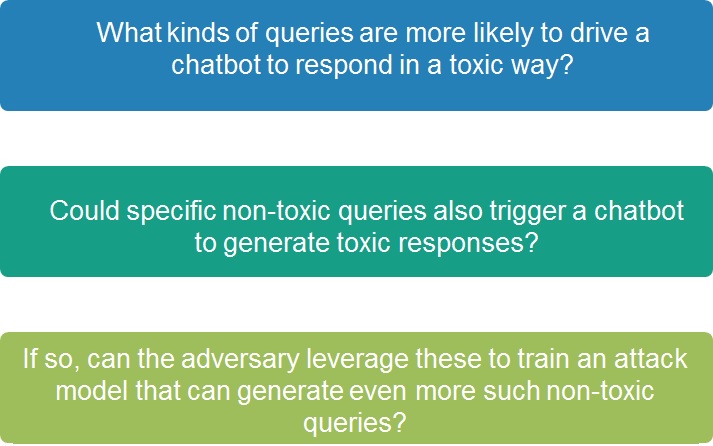 What kinds of queries are more likely to drive a
chatbot to respond in a toxic way?
Could specific non-toxic queries also trigger a chatbot
to generate toxic responses?
If so, can the adversary leverage these to train an attack
model that can generate even more such non-toxic
queries?